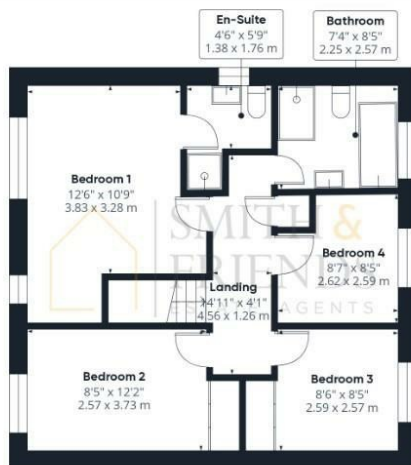 En-Suite
4'6" x 5'9"
1.38 x 1.76 m
Bathroom
7'4" x 8'5"
2.25 x 2.57 m
Bedroom 1
12'6" x 10'9"
3.83 x 3.28 m
SMITH &
FRIENDS
ESTATE AGENTS
Bedroom 4
8'7" x 8'5"
2.62 x 2.59 m
Landing
14'11" x 4'1"
4.56 x 1.26 m
Bedroom 2
8'5" x 12'2"
2.57 x 3.73 m
Bedroom 3
8'6" x 8'5"
2.59 x 2.57 m